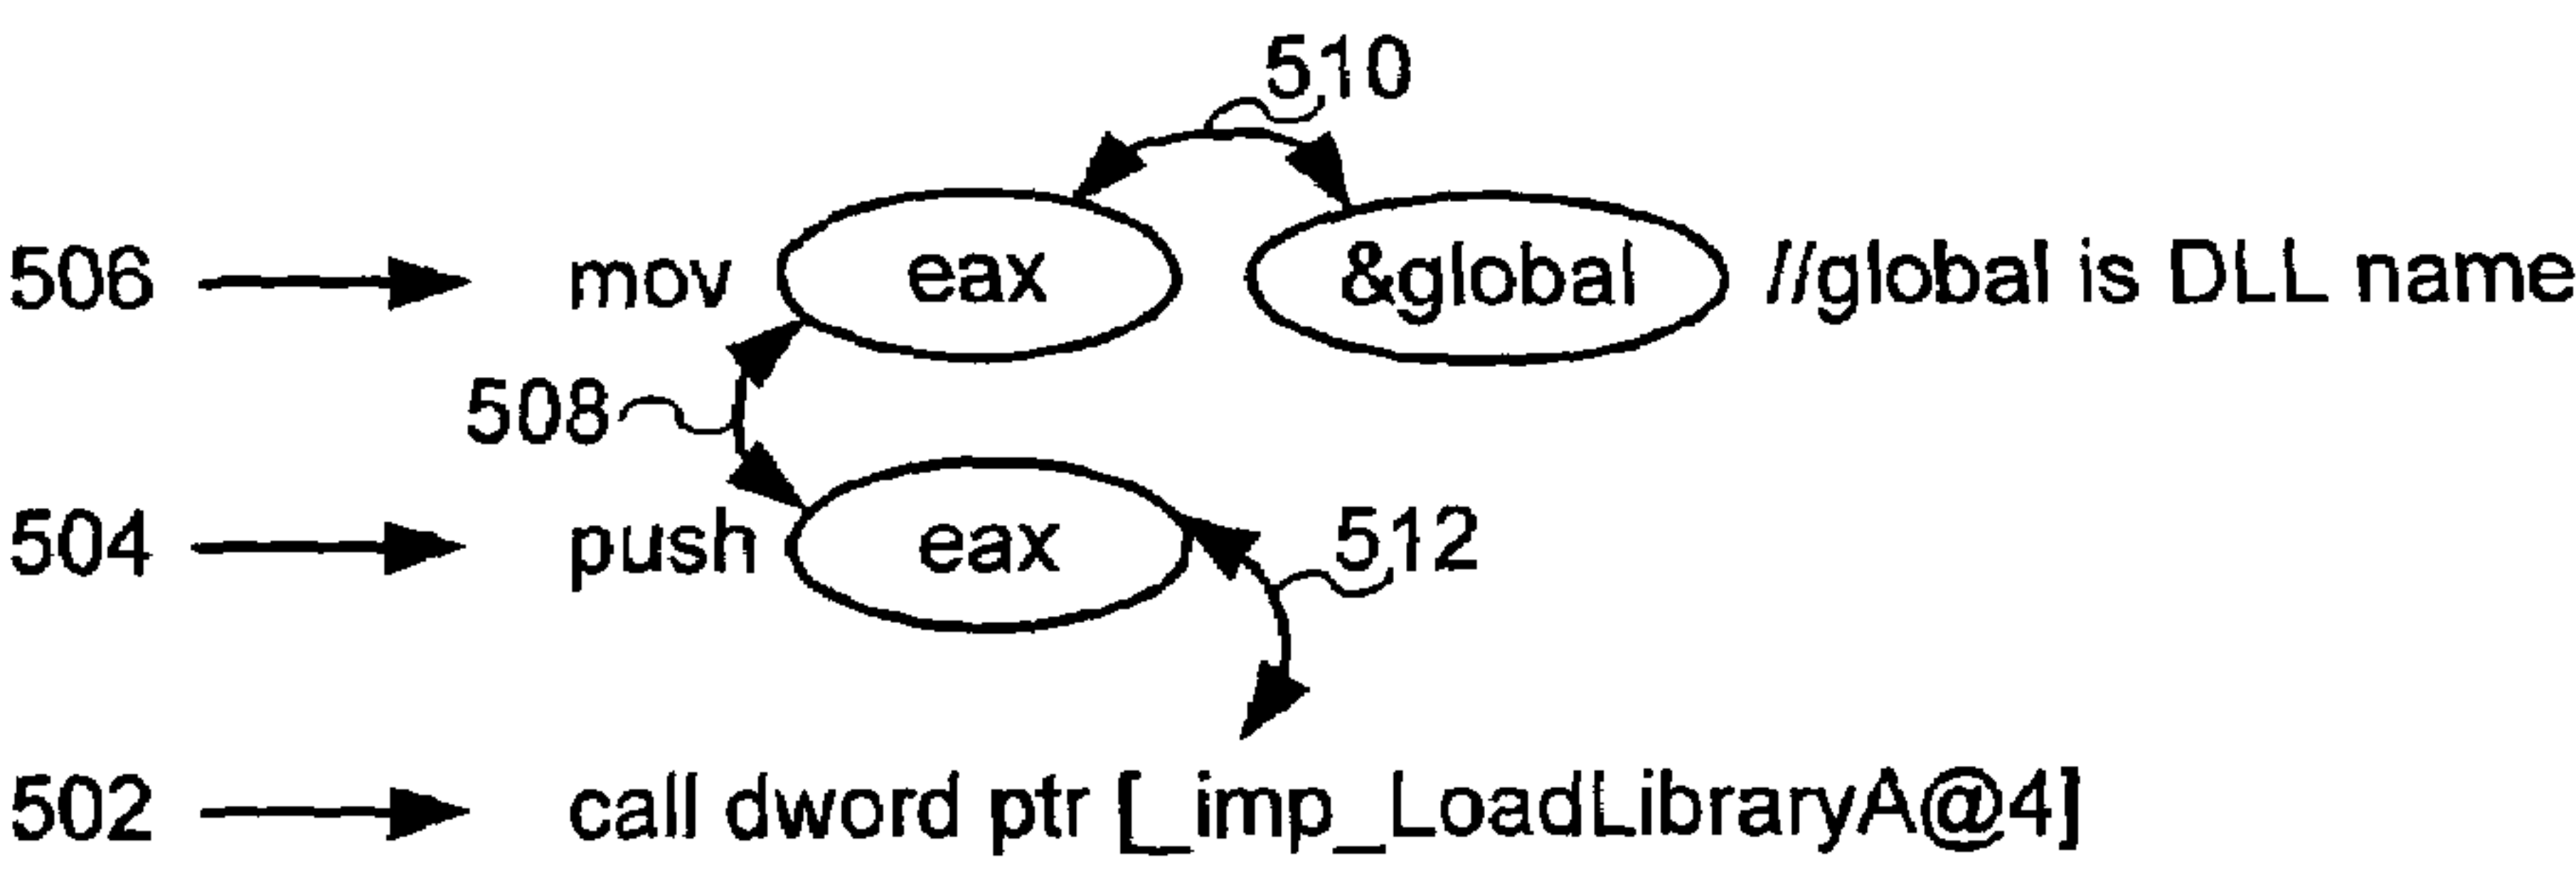 510
506 mov eax &global //global is DLL name
508
504 push eax 512
502 call dword ptr [_imp_LoadLibraryA@4]